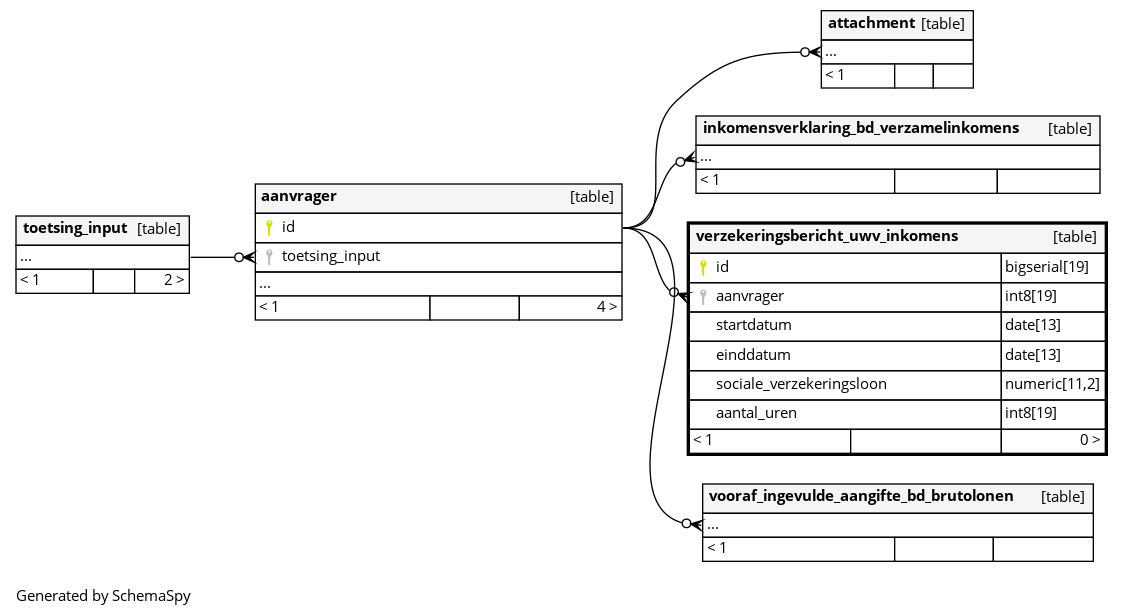 attachment [table]
...
< 1
inkomensverklaring_bd_verzamelinkomens [table]
...
< 1
toetsing_input [table]
...
< 1 2 >
aanvrager [table]
id
toetsing_input
...
< 1 4 >
verzekeringsbericht_uwv_inkomens [table]
id bigserial[19]
aanvrager int8[19]
startdatum date[13]
einddatum date[13]
sociale_verzekeringsloon numeric[11,2]
aantal_uren int8[19]
< 1 0 >
vooraf_ingevulde_aangifte_bd_brutolonen [table]
...
< 1
Generated by SchemaSpy